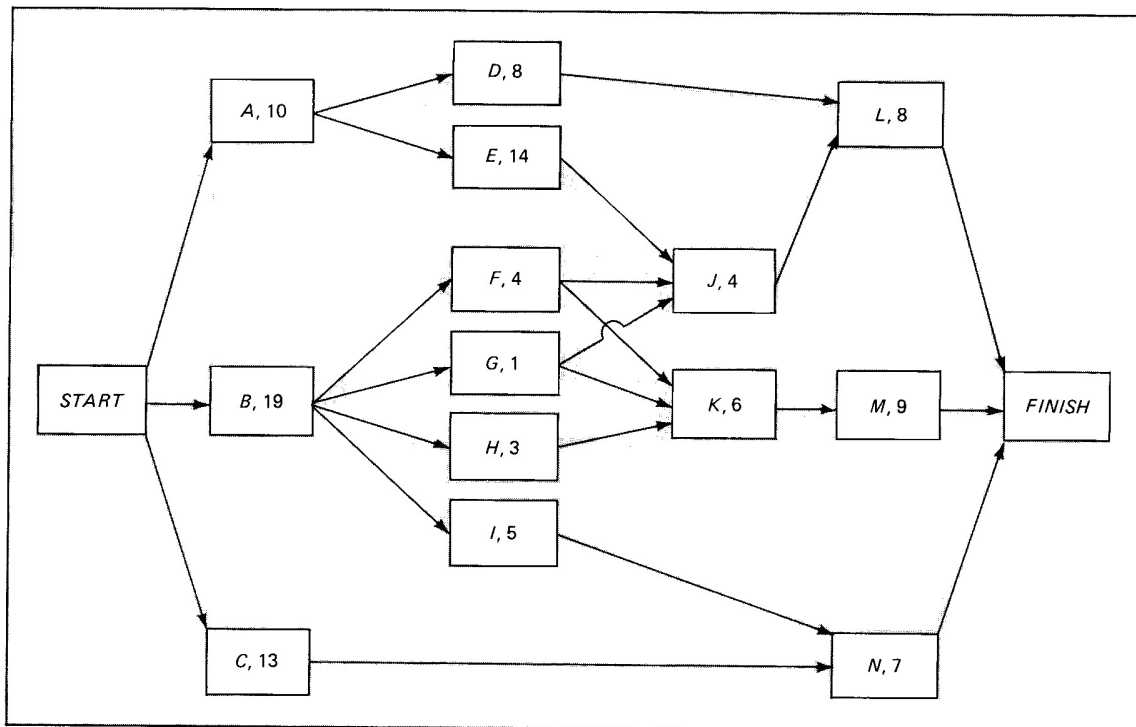 D, 8
A, 10
L, 8
E, 14
F, 4
J, 4
G, 1
START
B, 19
K, 6
M, 9
FINISH
H, 3
I, 5
C, 13
N, 7